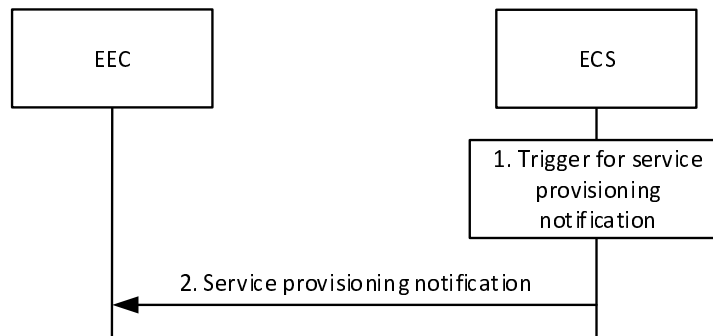 EEC
ECS
1. Trigger for service
provisioning
notification
2. Service provisioning notification